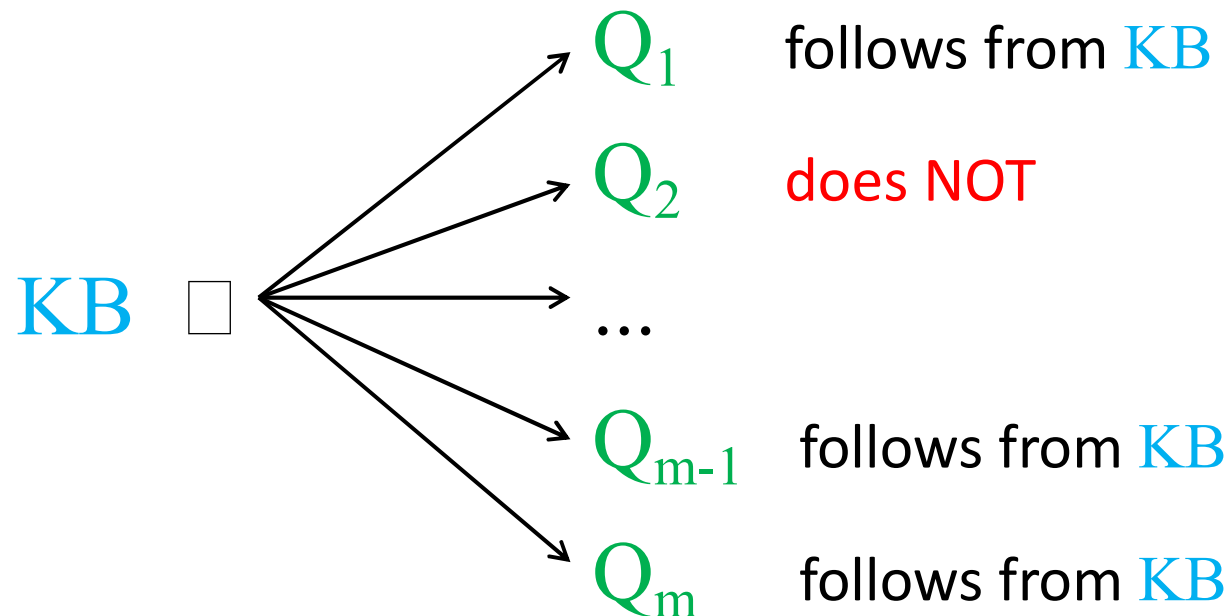 Q₁ follows from KB
Q₂ does NOT
KB □ ...
Qₘ₋₁ follows from KB
Qₘ follows from KB